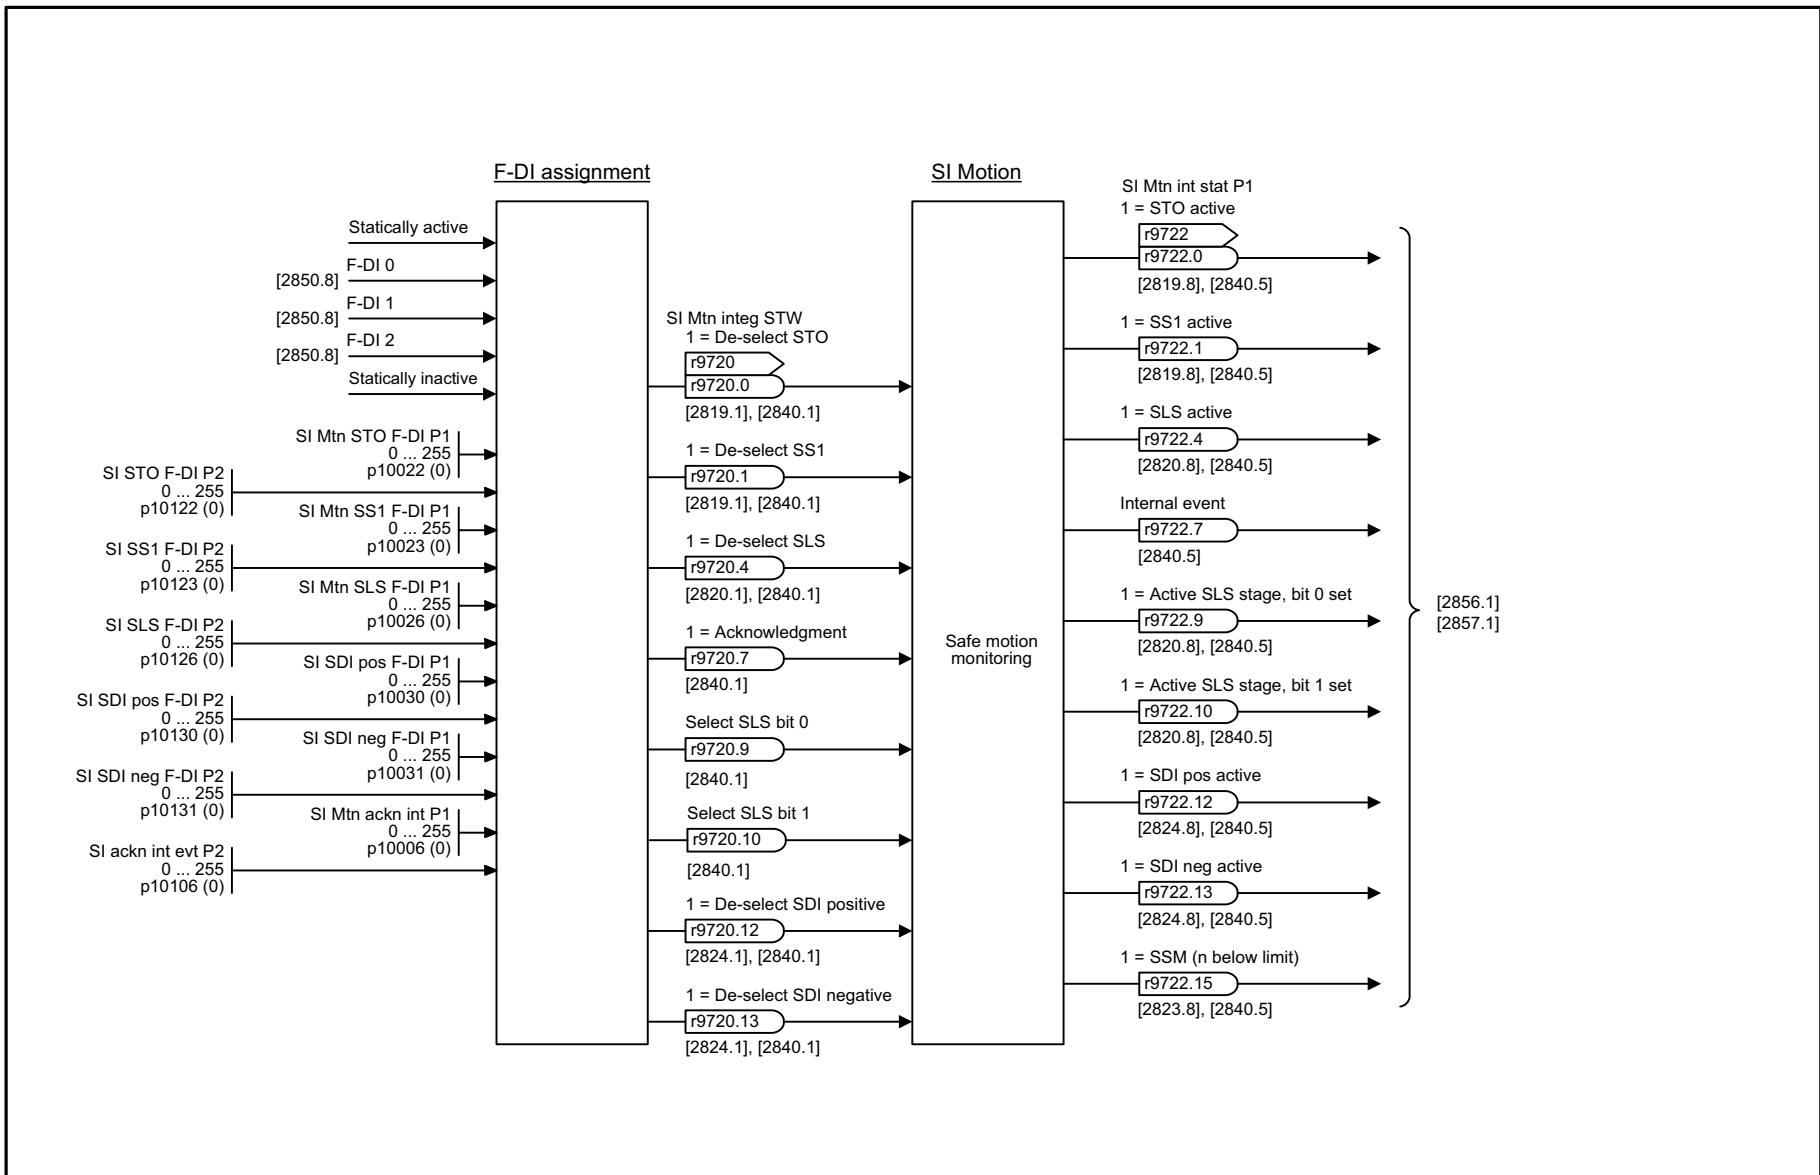 F-DI assignment
SI Motion
Statically active
F-DI 0
[2850.8]
F-DI 1
[2850.8]
F-DI 2
[2850.8]
Statically inactive
SI Mtn STO F-DI P1
0 ... 255
p10022 (0)
SI STO F-DI P2
0 ... 255
p10122 (0)
SI Mtn SS1 F-DI P1
0 ... 255
p10023 (0)
SI SS1 F-DI P2
0 ... 255
p10123 (0)
SI Mtn SLS F-DI P1
0 ... 255
p10026 (0)
SI SLS F-DI P2
0 ... 255
p10126 (0)
SI SDI pos F-DI P1
0 ... 255
p10030 (0)
SI SDI pos F-DI P2
0 ... 255
p10130 (0)
SI SDI neg F-DI P1
0 ... 255
p10031 (0)
SI SDI neg F-DI P2
0 ... 255
p10131 (0)
SI Mtn ackn int P1
0 ... 255
p10006 (0)
SI ackn int evt P2
0 ... 255
p10106 (0)
SI Mtn integ STW
1 = De-select STO
r9720
r9720.0
[2819.1], [2840.1]
1 = De-select SS1
r9720.1
[2819.1], [2840.1]
1 = De-select SLS
r9720.4
[2820.1], [2840.1]
1 = Acknowledgment
r9720.7
[2840.1]
Select SLS bit 0
r9720.9
[2840.1]
Select SLS bit 1
r9720.10
[2840.1]
1 = De-select SDI positive
r9720.12
[2824.1], [2840.1]
1 = De-select SDI negative
r9720.13
[2824.1], [2840.1]
Safe motion
monitoring
SI Mtn int stat P1
1 = STO active
r9722
r9722.0
[2819.8], [2840.5]
1 = SS1 active
r9722.1
[2819.8], [2840.5]
1 = SLS active
r9722.4
[2820.8], [2840.5]
Internal event
r9722.7
[2840.5]
1 = Active SLS stage, bit 0 set
r9722.9
[2820.8], [2840.5]
1 = Active SLS stage, bit 1 set
r9722.10
[2820.8], [2840.5]
1 = SDI pos active
r9722.12
[2824.8], [2840.5]
1 = SDI neg active
r9722.13
[2824.8], [2840.5]
1 = SSM (n below limit)
r9722.15
[2823.8], [2840.5]
[2856.1]
[2857.1]